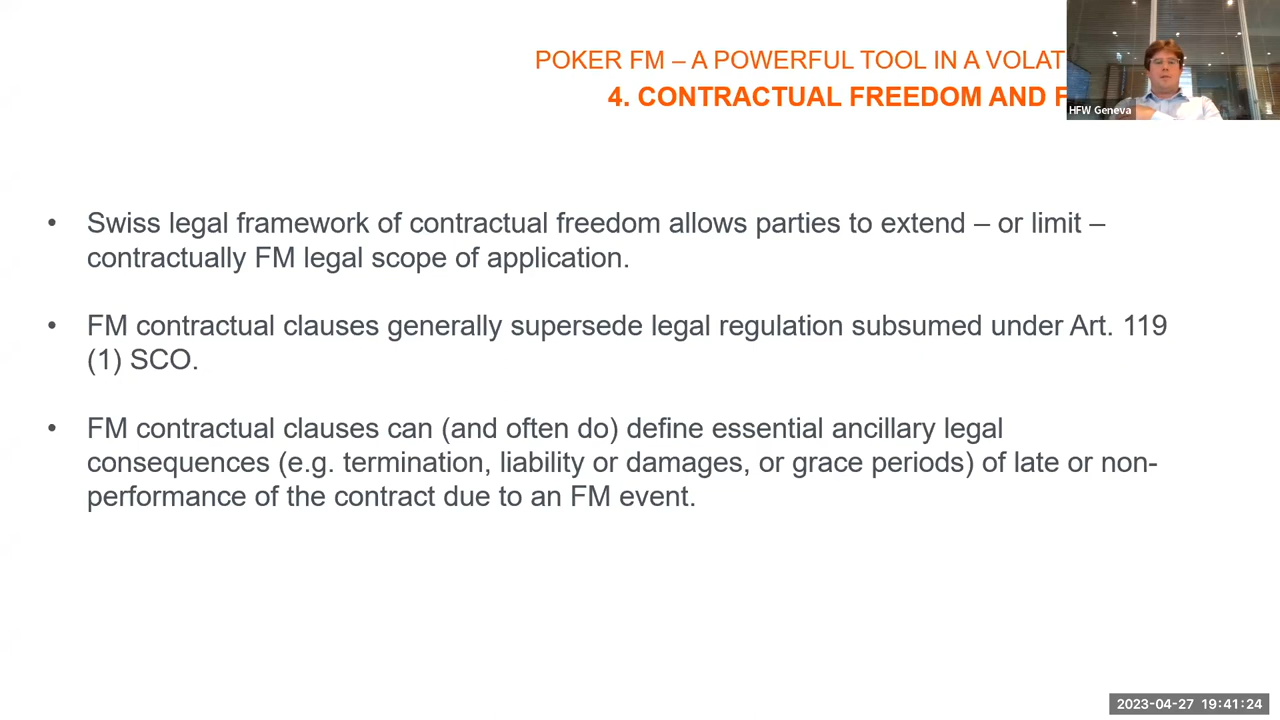 POKER FM – A POWERFUL TOOL IN A VOLAT
4. CONTRACTUAL FREEDOM AND F
HFW Geneva
• Swiss legal framework of contractual freedom allows parties to extend – or limit –
contractually FM legal scope of application.
• FM contractual clauses generally supersede legal regulation subsumed under Art. 119
(1) SCO.
• FM contractual clauses can (and often do) define essential ancillary legal
consequences (e.g. termination, liability or damages, or grace periods) of late or non-
performance of the contract due to an FM event.
2023-04-27 19:41:24